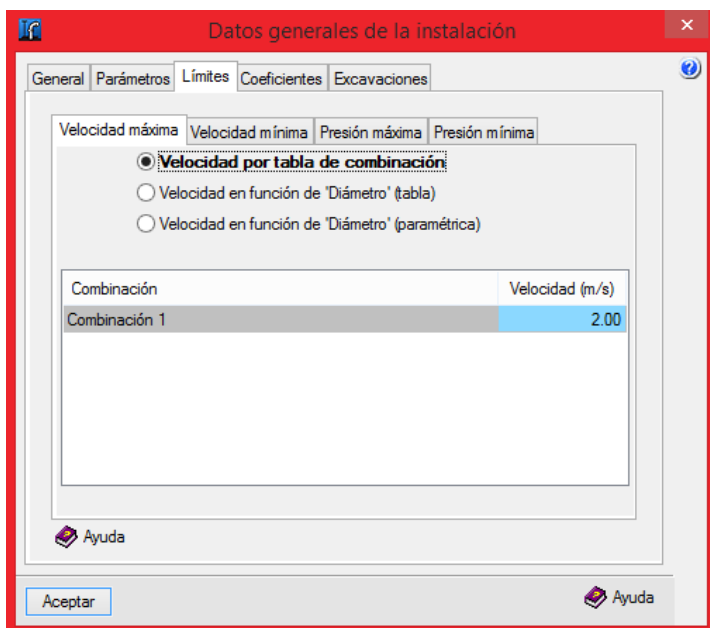 Datos generales de la instalación
General Parámetros Límites Coeficientes Excavaciones
Velocidad máxima Velocidad mínima Presión máxima Presión mínima
Velocidad por tabla de combinación
Velocidad en función de 'Diámetro' (tabla)
Velocidad en función de 'Diámetro' (paramétrica)
Combinación Velocidad (m/s)
Combinación 1 2.00
Ayuda
Aceptar Ayuda